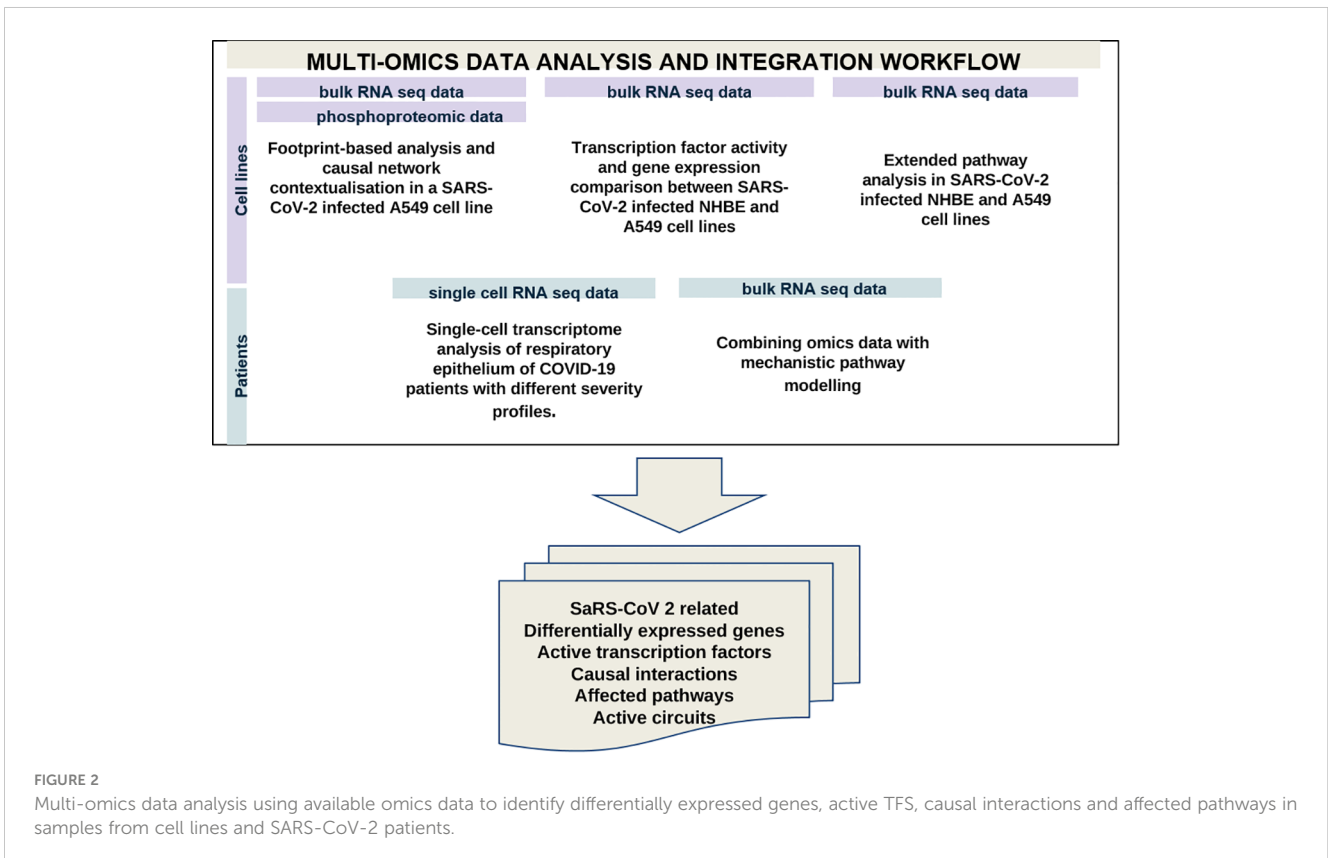 MULTI-OMICS DATA ANALYSIS AND INTEGRATION WORKFLOW
Cell lines
bulk RNA seq data
phosphoproteomic data
Footprint-based analysis and
causal network
contextualisation in a SARS-
CoV-2 infected A549 cell line
bulk RNA seq data
Transcription factor activity
and gene expression
comparison between SARS-
CoV-2 infected NHBE and
A549 cell lines
bulk RNA seq data
Extended pathway
analysis in SARS-CoV-2
infected NHBE and A549
cell lines
Patients
single cell RNA seq data
Single-cell transcriptome
analysis of respiratory
epithelium of COVID-19
patients with different severity
profiles.
bulk RNA seq data
Combining omics data with
mechanistic pathway
modelling
SaRS-CoV 2 related
Differentially expressed genes
Active transcription factors
Causal interactions
Affected pathways
Active circuits
FIGURE 2
Multi-omics data analysis using available omics data to identify differentially expressed genes, active TFS, causal interactions and affected pathways in
samples from cell lines and SARS-CoV-2 patients.